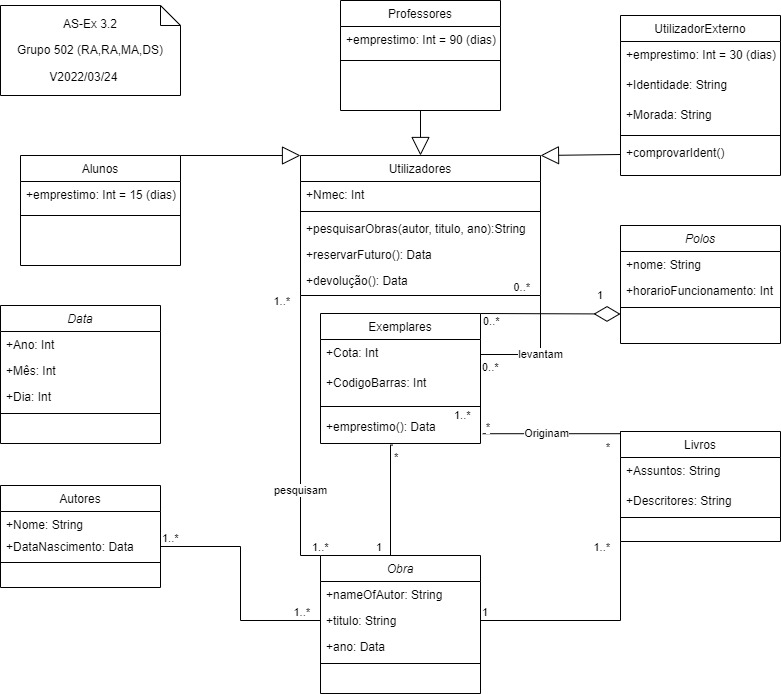 AS-Ex 3.2
Grupo 502 (RA,RA,MA,DS)
V2022/03/24
Professores
+emprestimo: Int = 90 (dias)
UtilizadorExterno
+emprestimo: Int = 30 (dias)
+Identidade: String
+Morada: String
+comprovarIdent()
Alunos
+emprestimo: Int = 15 (dias)
Utilizadores
+Nmec: Int
+pesquisarObras(autor, titulo, ano):String
+reservarFuturo(): Data
+devolução(): Data
0..*
1..*
Polos
+nome: String
+horarioFuncionamento: Int
1
0..*
Data
+Ano: Int
+Mês: Int
+Dia: Int
Exemplares
+Cota: Int
+CodigoBarras: Int
+emprestimo(): Data
1..*
levantam
0..*
*
Originam
*
*
Livros
+Assuntos: String
+Descritores: String
1..*
pesquisam
Autores
+Nome: String
+DataNascimento: Data
1..*
1..*
1
1..*
1
Obra
+nameOfAutor: String
+titulo: String
+ano: Data